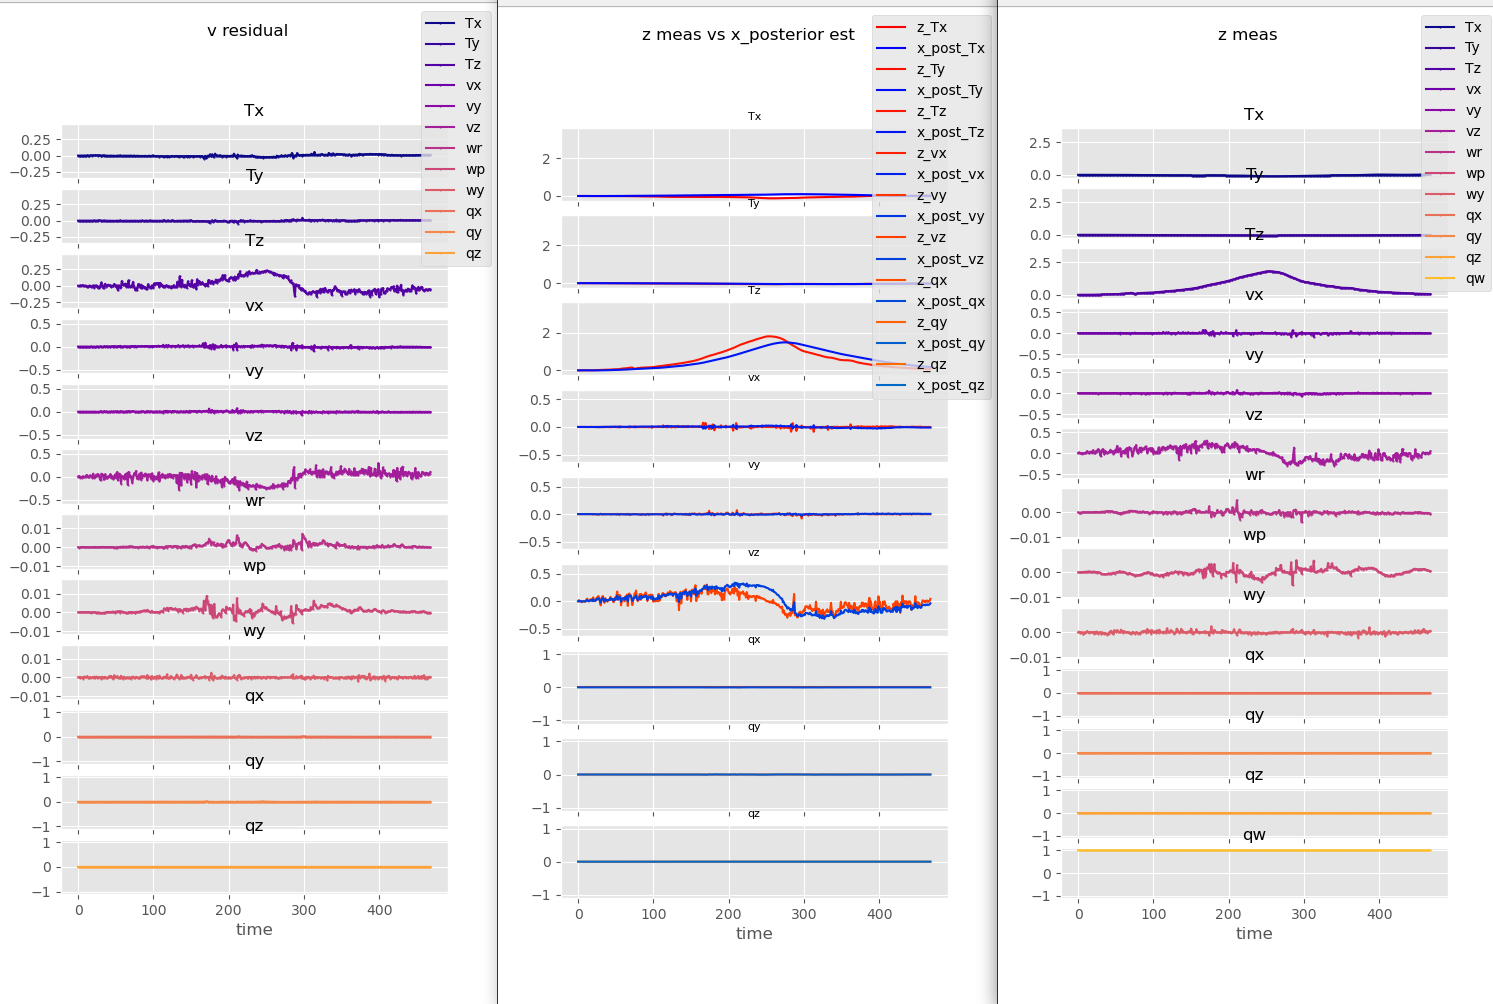 v residual
Tx
Ty
Tz
vx
vy
vz
wr
wp
wy
qx
qy
qz
Tx
0.25
0.00
−0.25
Ty
0.25
0.00
−0.25
Tz
0.25
0.00
−0.25
vx
0.5
0.0
−0.5
vy
0.5
0.0
−0.5
vz
0.5
0.0
−0.5
wr
0.01
0.00
−0.01
wp
0.01
0.00
−0.01
wy
0.01
0.00
−0.01
qx
1
0
−1
qy
1
0
−1
qz
1
0
−1
0 100 200 300 400
time
z meas vs x_posterior est
z_Tx
x_post_Tx
z_Ty
x_post_Ty
z_Tz
x_post_Tz
z_vx
x_post_vx
z_vy
x_post_vy
z_vz
x_post_vz
z_qx
x_post_qx
z_qy
x_post_qy
z_qz
x_post_qz
Tx
2
0
Ty
2
0
Tz
2
0
vx
0.5
0.0
−0.5
vy
0.5
0.0
−0.5
vz
0.5
0.0
−0.5
qx
1
0
−1
qy
1
0
−1
qz
1
0
−1
0 100 200 300 400
time
z meas
Tx
Ty
Tz
vx
vy
vz
wr
wp
wy
qx
qy
qz
qw
Tx
2.5
0.0
Ty
2.5
0.0
Tz
2.5
0.0
vx
0.5
0.0
−0.5
vy
0.5
0.0
−0.5
vz
0.5
0.0
−0.5
wr
0.00
−0.01
wp
0.00
−0.01
wy
0.00
−0.01
qx
1
0
−1
qy
1
0
−1
qz
1
0
−1
qw
1
0
−1
0 100 200 300 400
time